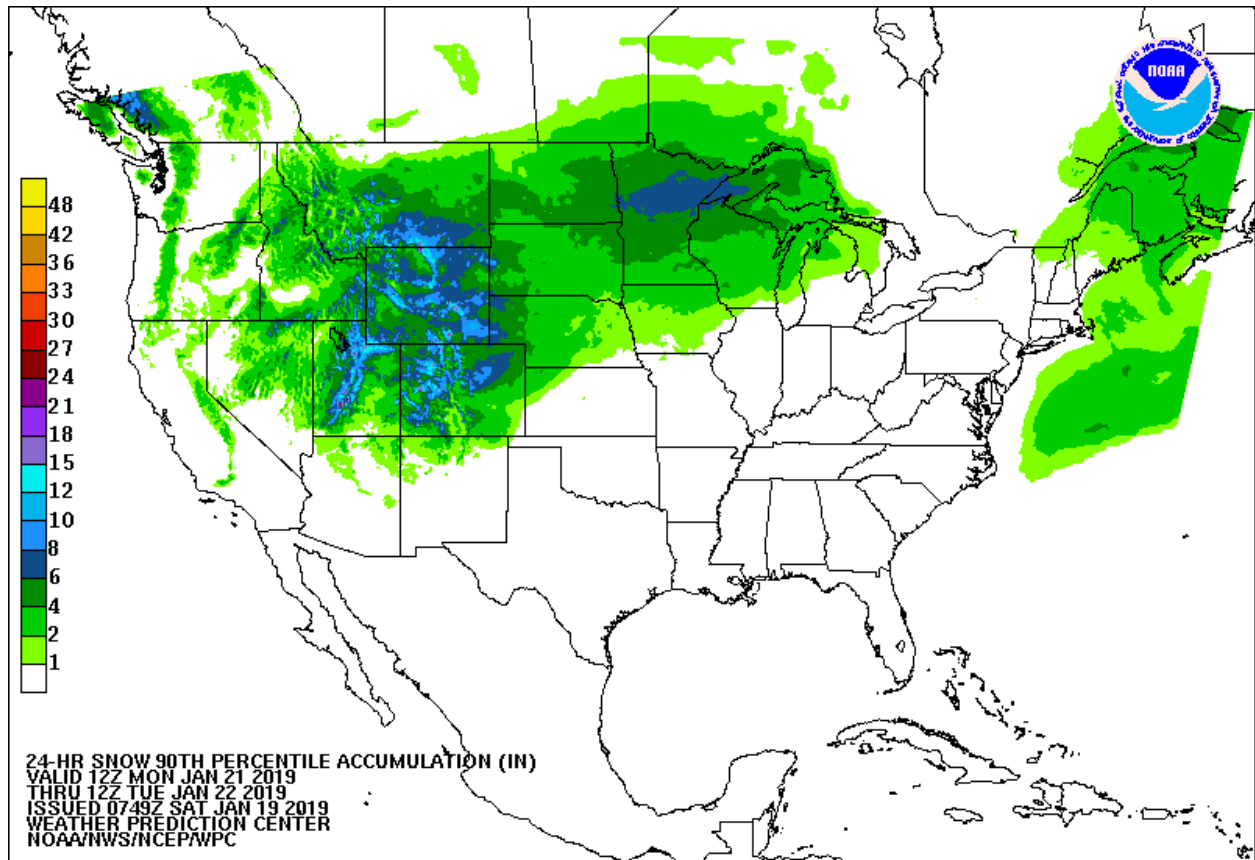 NOAA
48
42
36
33
30
27
24
21
18
15
12
10
8
6
4
2
1
24-HR SNOW 90TH PERCENTILE ACCUMULATION (IN)
VALID 12Z MON JAN 21 2019
THRU 12Z TUE JAN 22 2019
ISSUED 0749Z SAT JAN 19 2019
WEATHER PREDICTION CENTER
NOAA/NWS/NCEP/WPC